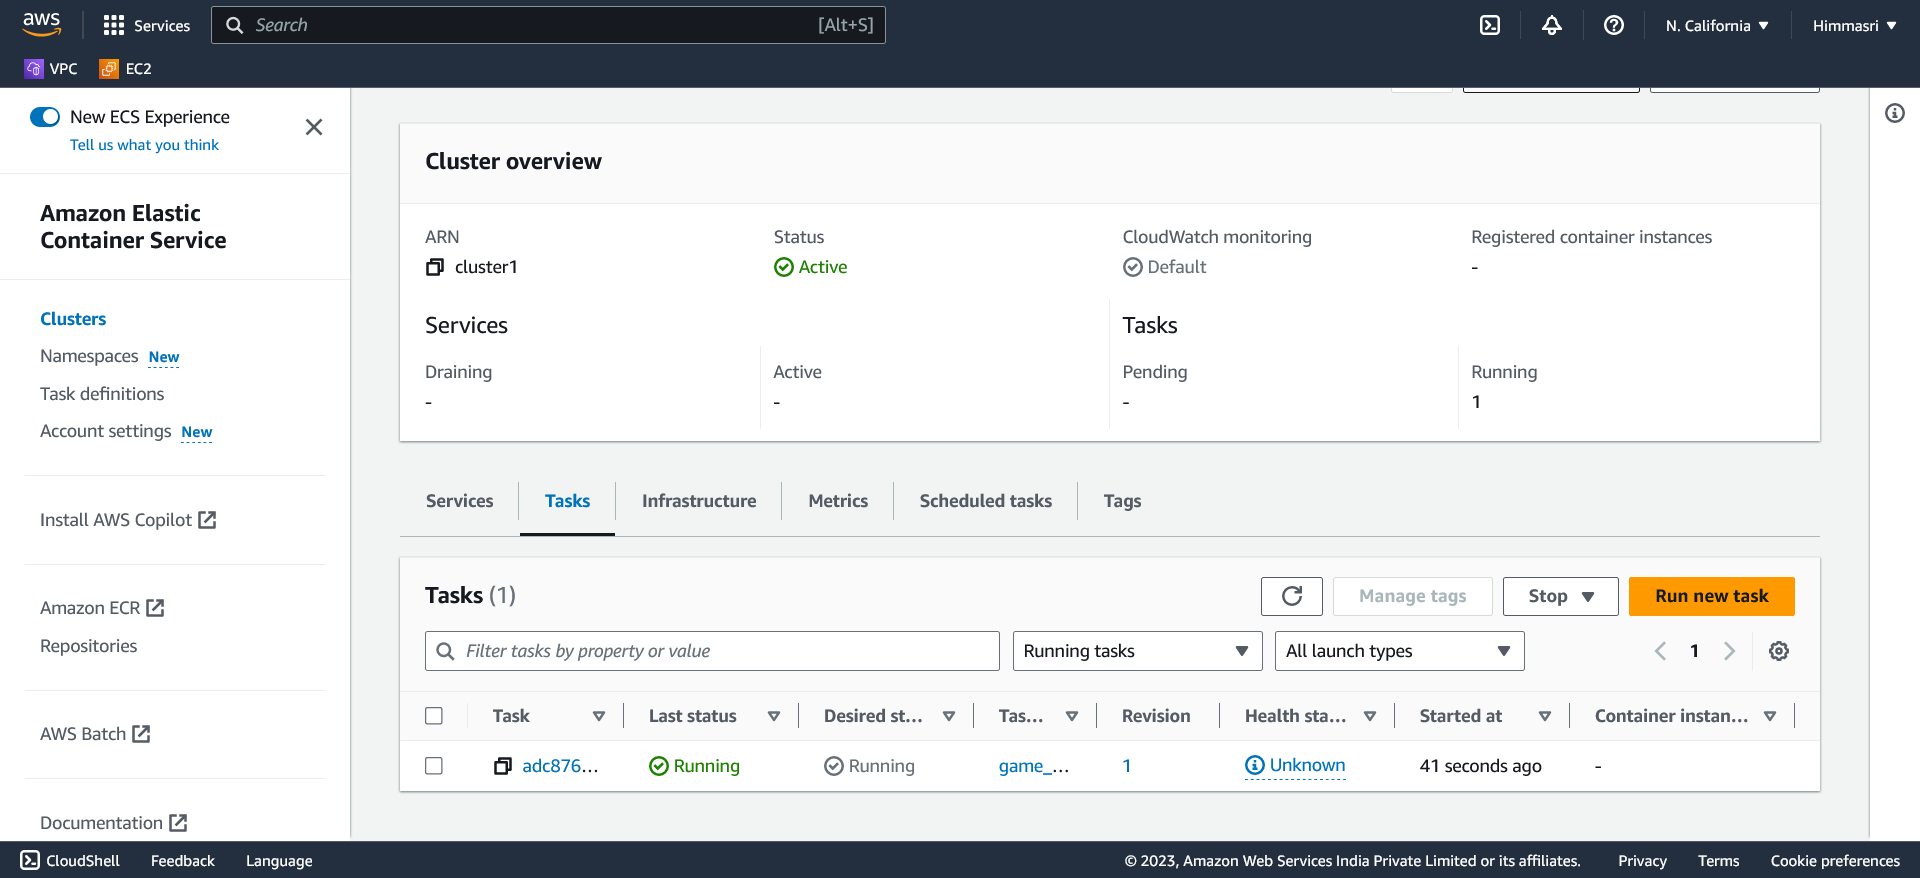 aws Services Search [Alt+S] N. California Himmasri
VPC EC2
New ECS Experience
Tell us what you think
Amazon Elastic
Container Service
Clusters
Namespaces New
Task definitions
Account settings New
Install AWS Copilot
Amazon ECR
Repositories
AWS Batch
Documentation
Cluster overview
ARN Status CloudWatch monitoring Registered container instances
cluster1 Active Default -
Services Tasks
Draining Active Pending Running
- - - 1
Services Tasks Infrastructure Metrics Scheduled tasks Tags
Tasks (1) Manage tags Stop Run new task
Filter tasks by property or value Running tasks All launch types 1
Task Last status Desired st... Tas... Revision Health sta... Started at Container instan...
adc876... Running Running game_... 1 Unknown 41 seconds ago -
CloudShell Feedback Language © 2023, Amazon Web Services India Private Limited or its affiliates. Privacy Terms Cookie preferences